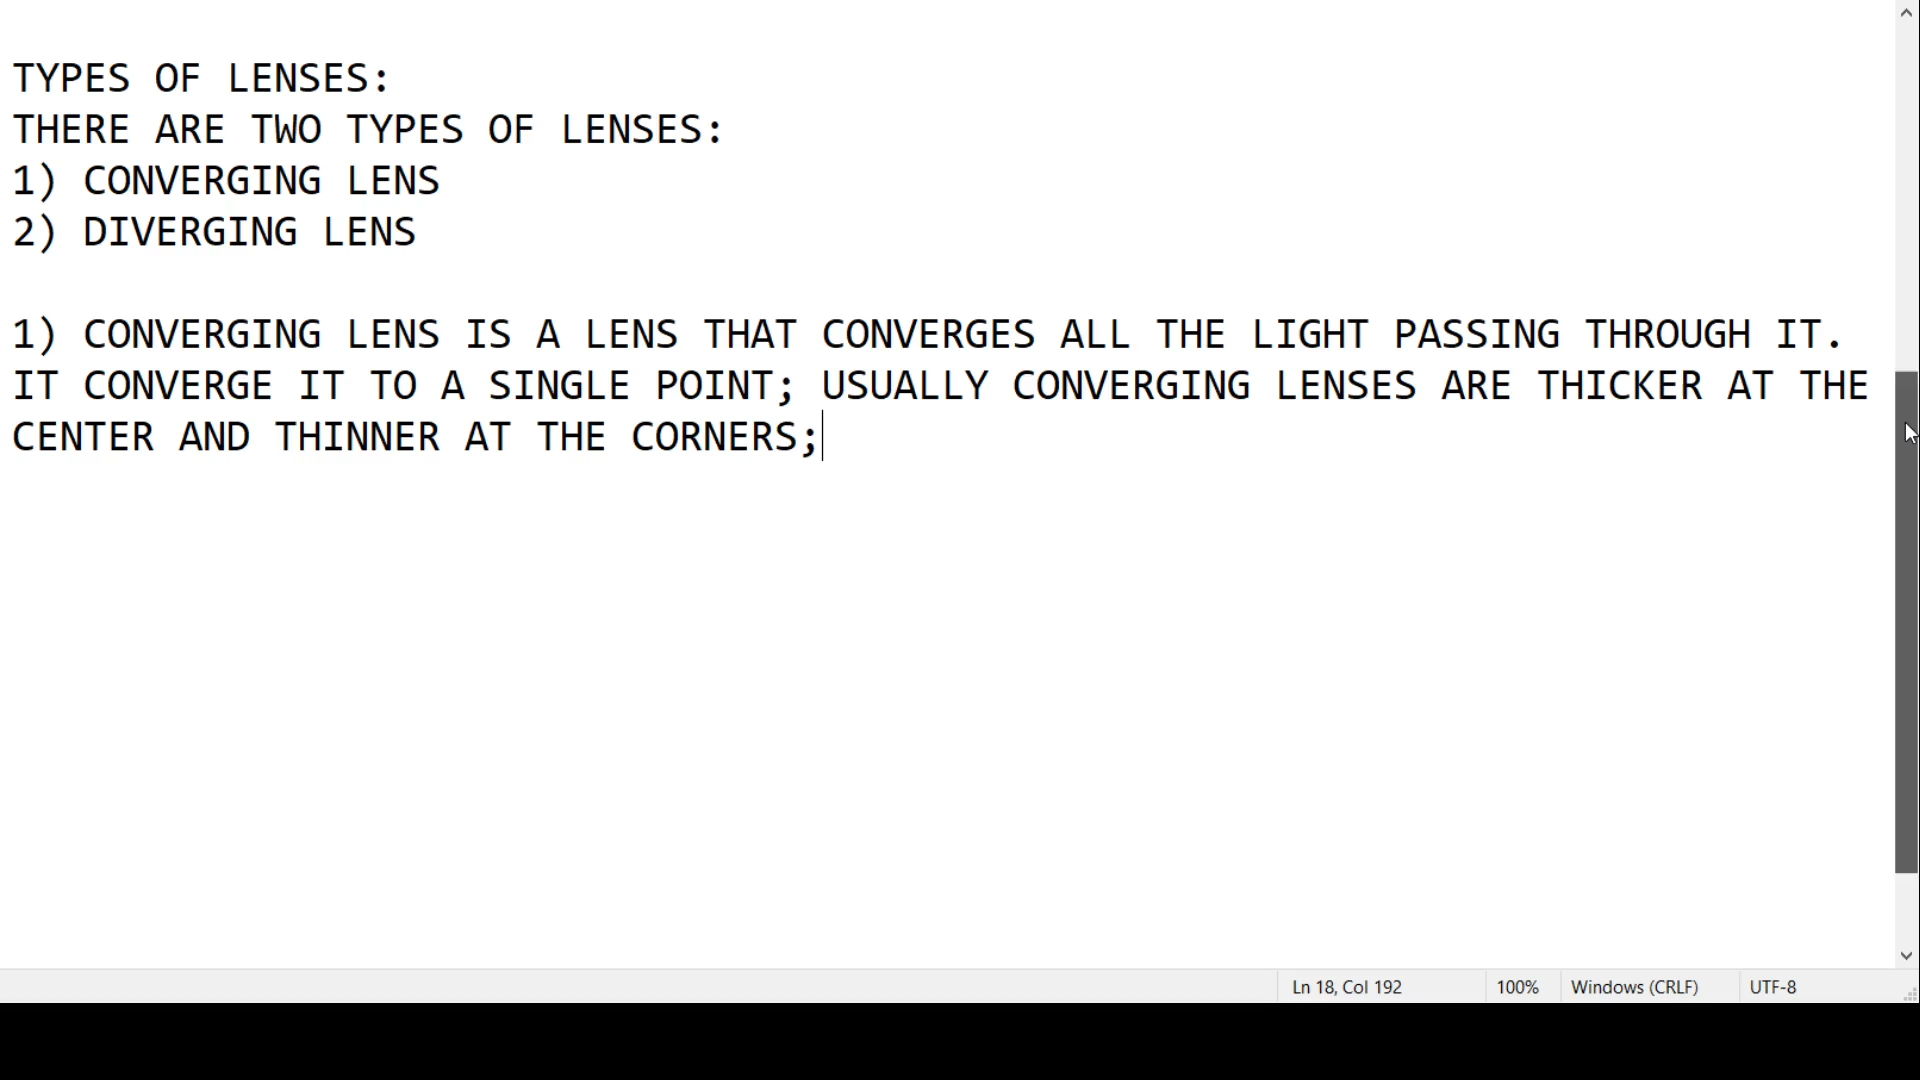 TYPES OF LENSES:
THERE ARE TWO TYPES OF LENSES:
1) CONVERGING LENS
2) DIVERGING LENS
1) CONVERGING LENS IS A LENS THAT CONVERGES ALL THE LIGHT PASSING THROUGH IT.
IT CONVERGE IT TO A SINGLE POINT; USUALLY CONVERGING LENSES ARE THICKER AT THE
CENTER AND THINNER AT THE CORNERS;
Ln 18, Col 192 100% Windows (CRLF) UTF-8